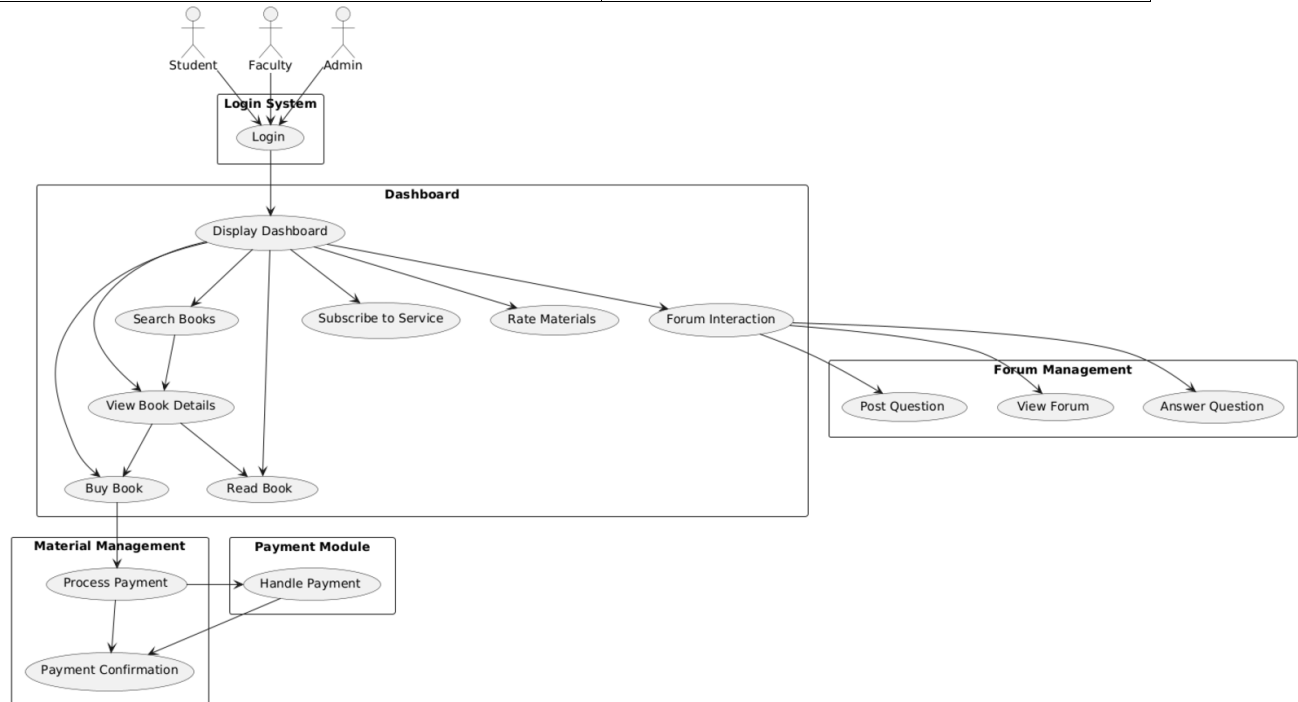 Student
Faculty
Admin
Login System
Login
Dashboard
Display Dashboard
Search Books
Subscribe to Service
Rate Materials
Forum Interaction
Forum Management
View Book Details
Post Question
View Forum
Answer Question
Buy Book
Read Book
Material Management
Payment Module
Process Payment
Handle Payment
Payment Confirmation